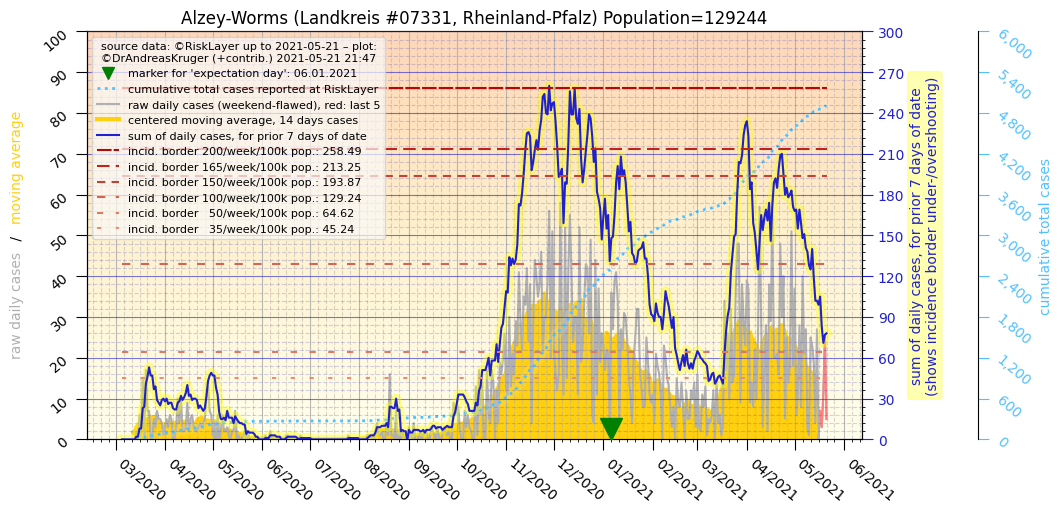 Alzey-Worms (Landkreis #07331, Rheinland-Pfalz) Population=129244
source data: ©RiskLayer up to 2021-05-21 – plot:
©DrAndreasKruger (+contrib.) 2021-05-21 21:47
marker for 'expectation day': 06.01.2021
cumulative total cases reported at RiskLayer
raw daily cases (weekend-flawed), red: last 5
centered moving average, 14 days
sum of daily cases, for prior 7 days of date
incid. border 200/week/100k pop.: 258.49
incid. border 165/week/100k pop.: 213.25
incid. border 150/week/100k pop.: 193.87
incid. border 100/week/100k pop.: 129.24
incid. border 50/week/100k pop.: 64.62
incid. border 35/week/100k pop.: 45.24
raw daily cases / moving average
100
90
80
70
60
50
40
30
20
10
0
03/2020
04/2020
05/2020
06/2020
07/2020
08/2020
09/2020
10/2020
11/2020
12/2020
01/2021
02/2021
03/2021
04/2021
05/2021
06/2021
300
270
240
210
180
150
120
90
60
30
0
sum of daily cases, for prior 7 days of date
(shows incidence border under-/overshooting)
6,000
5,400
4,800
4,200
3,600
3,000
2,400
1,800
1,200
600
0
cumulative total cases